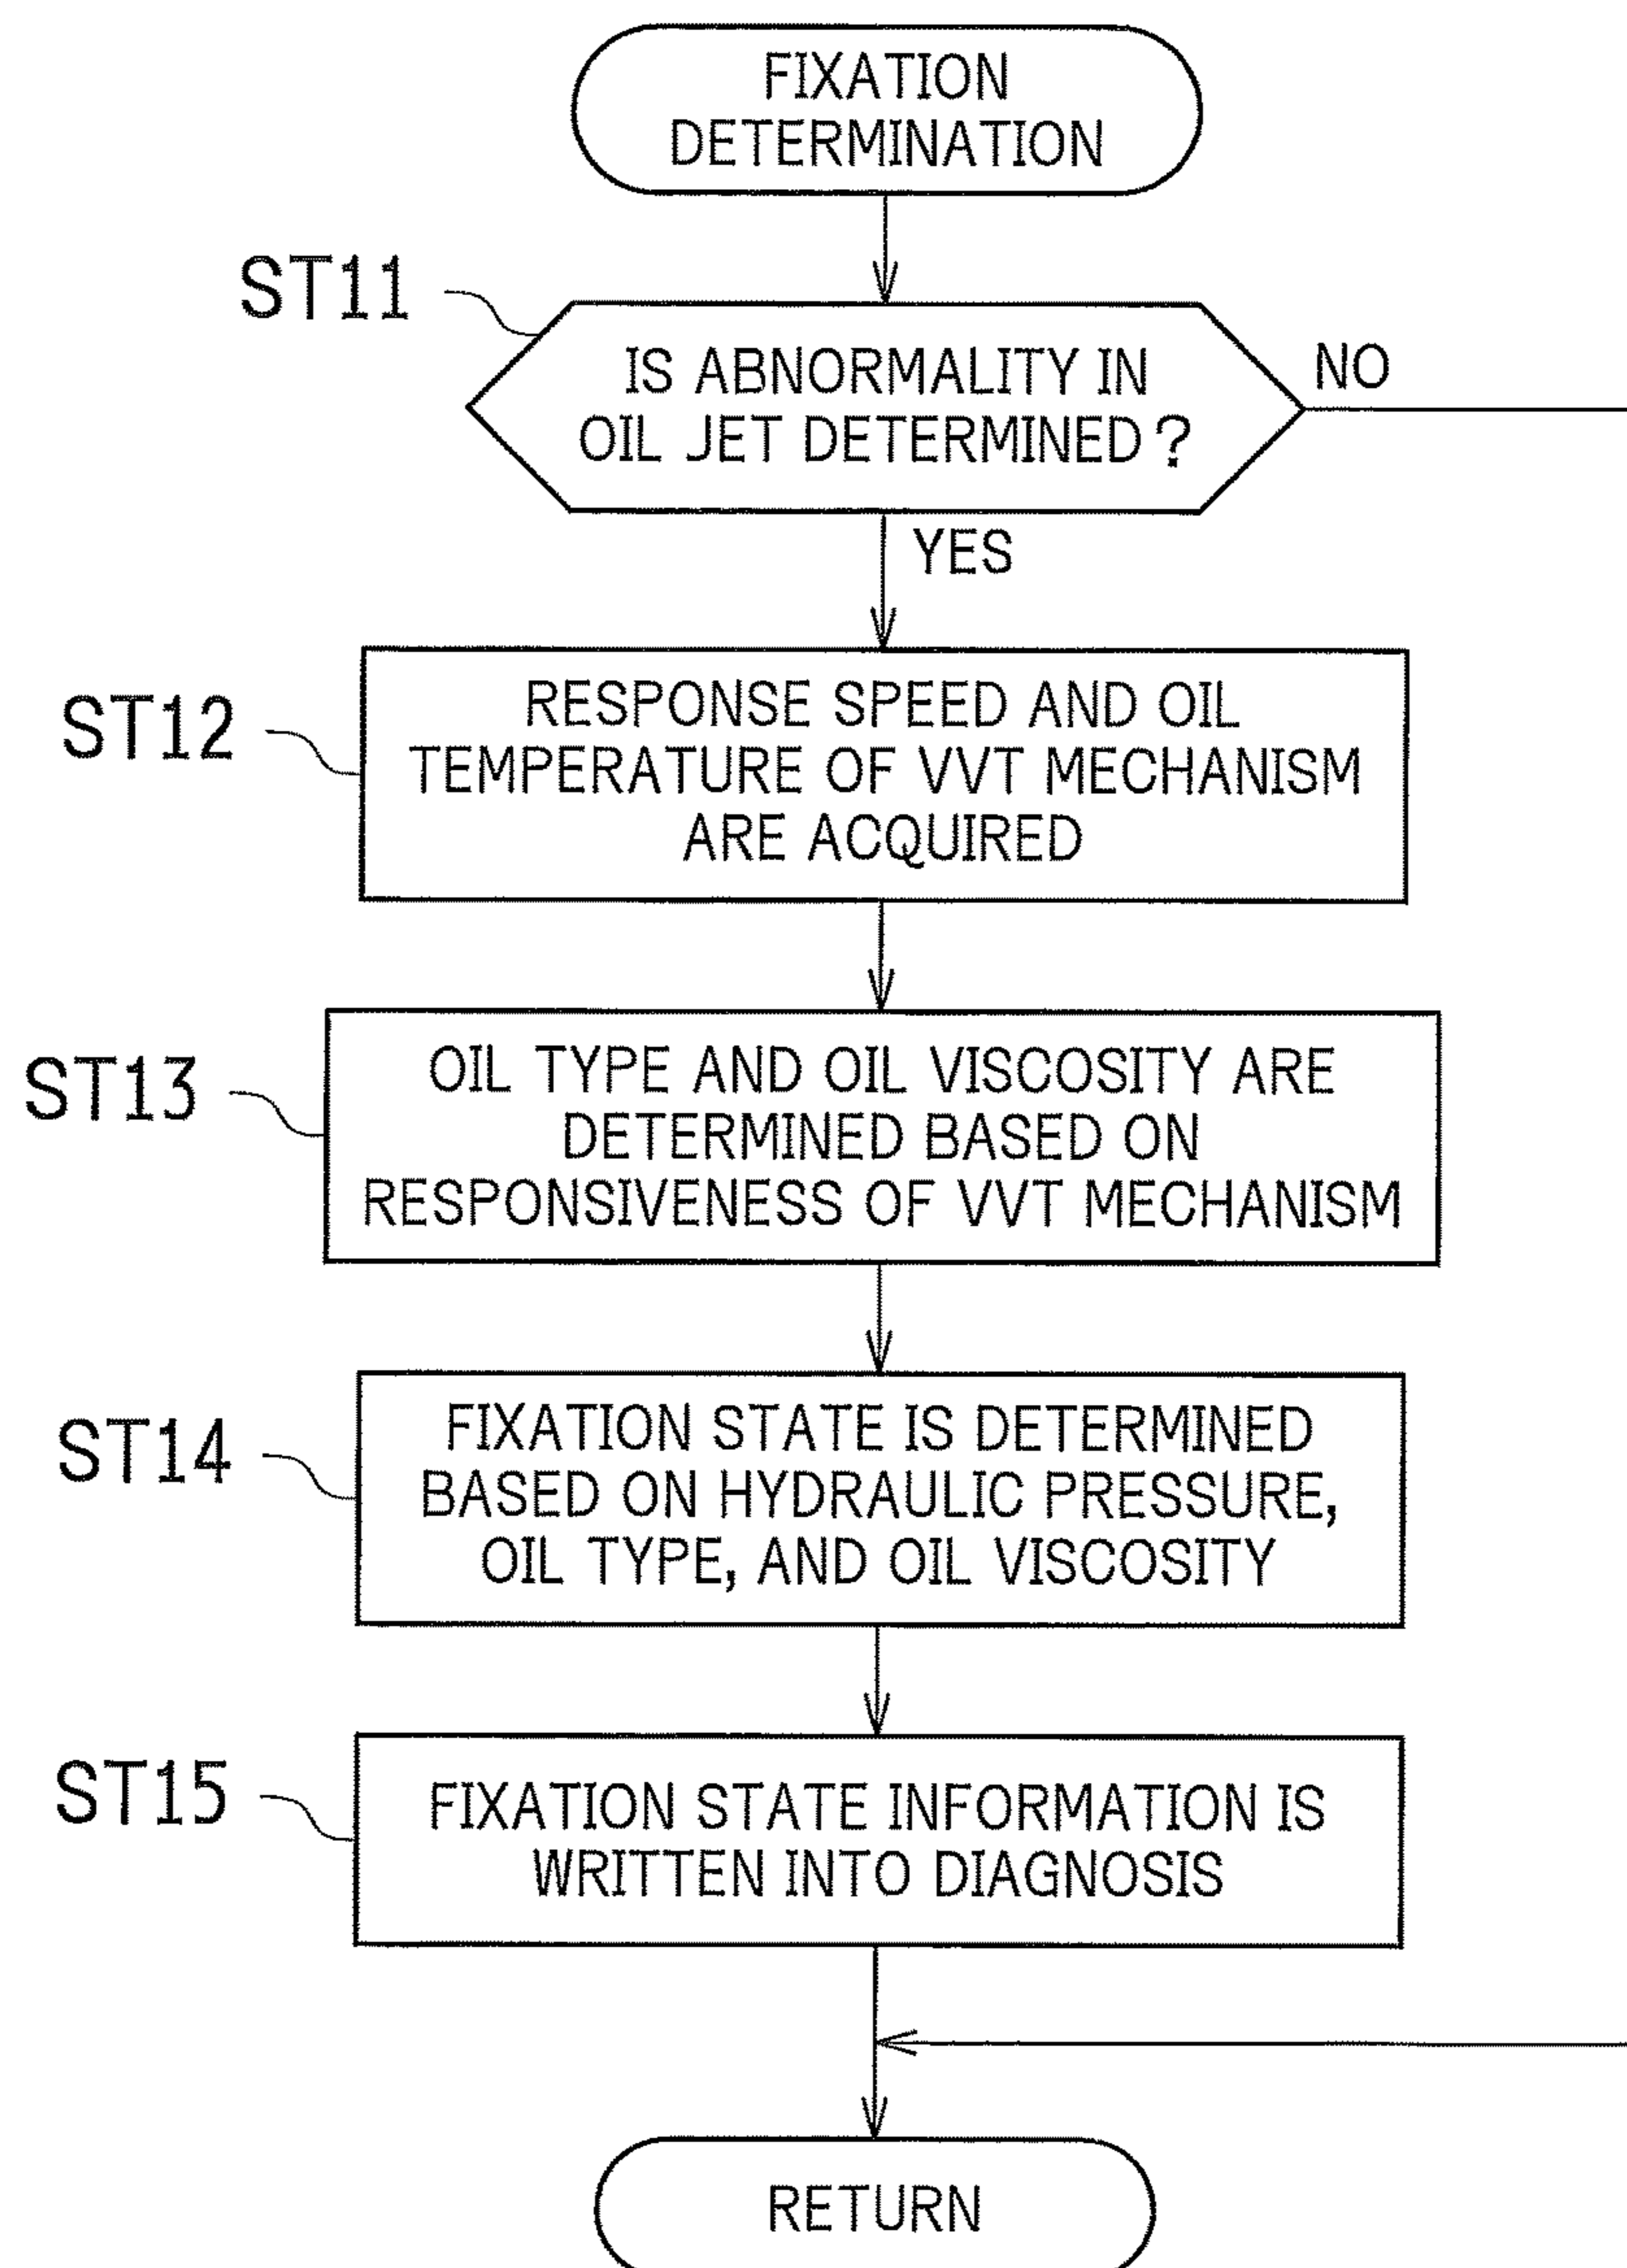 FIXATION
DETERMINATION
ST11
IS ABNORMALITY IN
OIL JET DETERMINED?
NO
YES
ST12
RESPONSE SPEED AND OIL
TEMPERATURE OF VVT MECHANISM
ARE ACQUIRED
ST13
OIL TYPE AND OIL VISCOSITY ARE
DETERMINED BASED ON
RESPONSIVENESS OF VVT MECHANISM
ST14
FIXATION STATE IS DETERMINED
BASED ON HYDRAULIC PRESSURE,
OIL TYPE, AND OIL VISCOSITY
ST15
FIXATION STATE INFORMATION IS
WRITTEN INTO DIAGNOSIS
RETURN